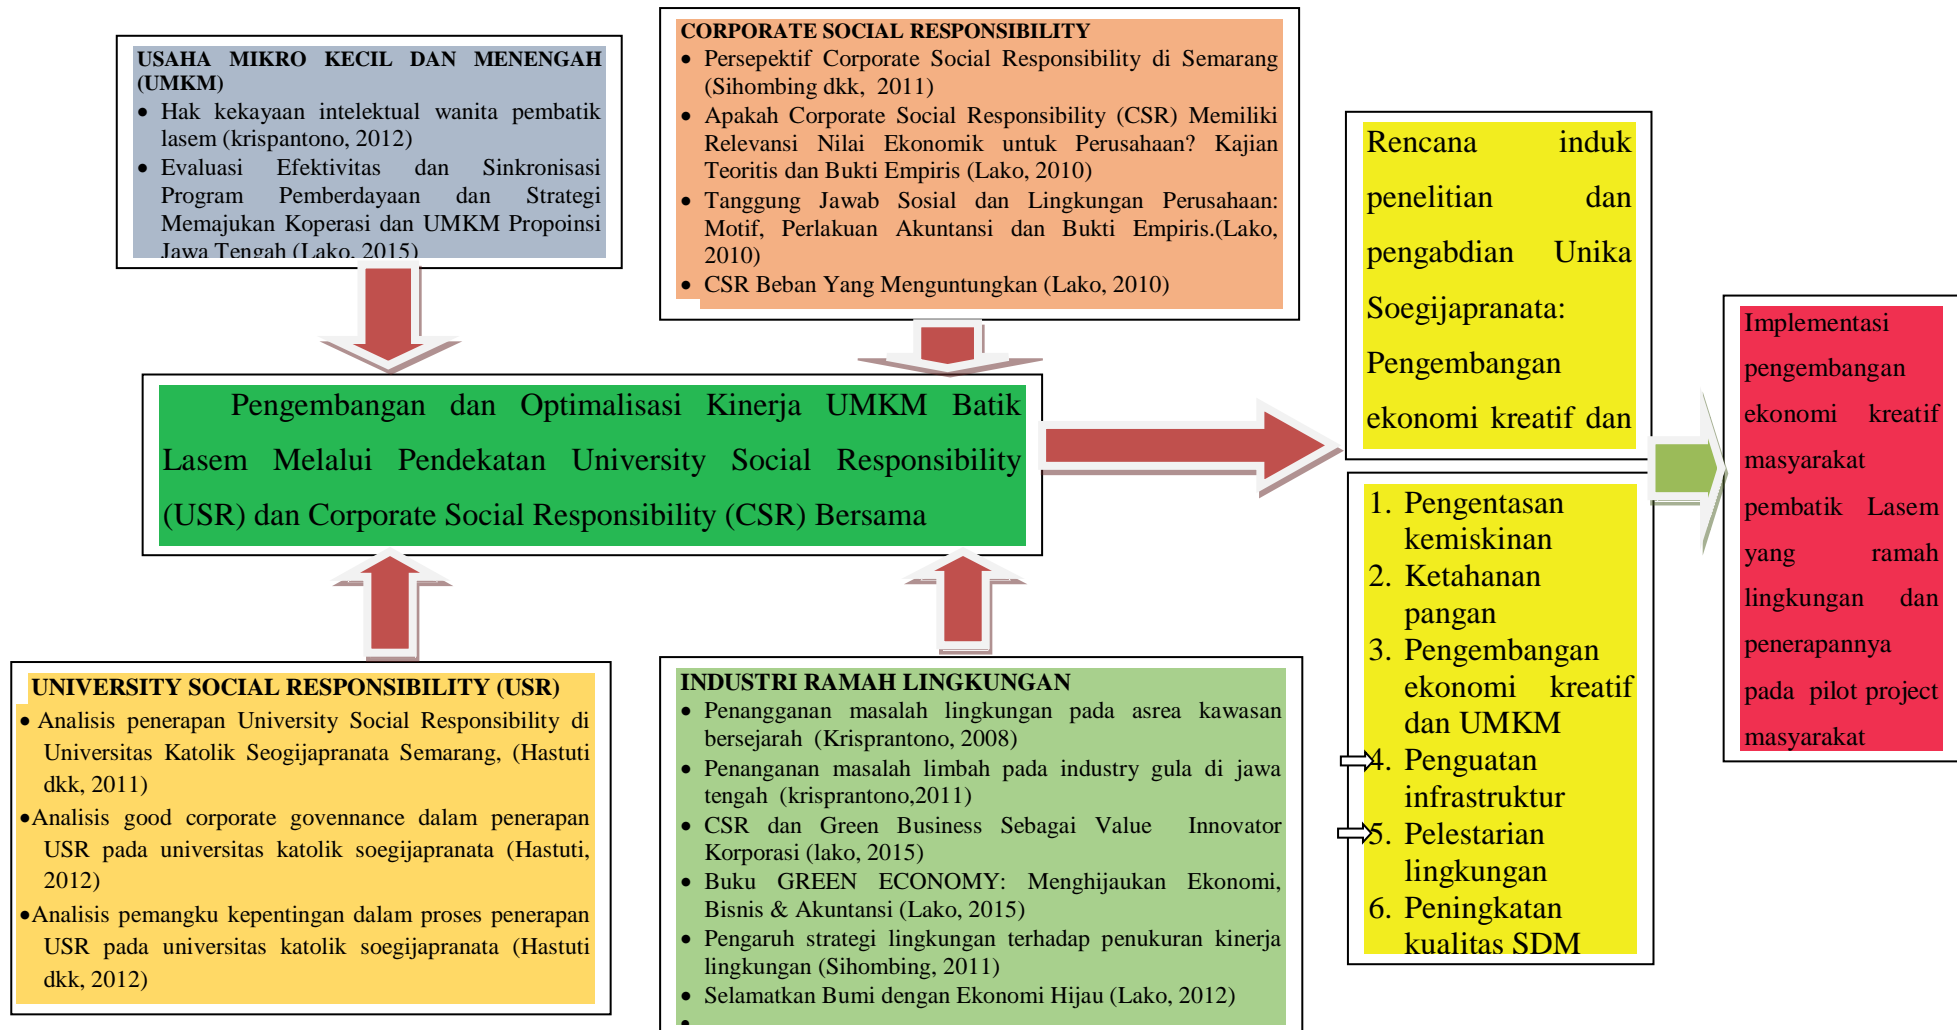 USAHA MIKRO KECIL DAN MENENGAH
(UMKM)
• Hak kekayaan intelektual wanita pembatik
lasem (krispantono, 2012)
• Evaluasi Efektivitas dan Sinkronisasi
Program Pemberdayaan dan Strategi
Memajukan Koperasi dan UMKM Propoinsi
Jawa Tengah (Lako, 2015)
CORPORATE SOCIAL RESPONSIBILITY
• Persepektif Corporate Social Responsibility di Semarang
(Sihombing dkk, 2011)
• Apakah Corporate Social Responsibility (CSR) Memiliki
Relevansi Nilai Ekonomik untuk Perusahaan? Kajian
Teoritis dan Bukti Empiris (Lako, 2010)
• Tanggung Jawab Sosial dan Lingkungan Perusahaan:
Motif, Perlakuan Akuntansi dan Bukti Empiris.(Lako,
2010)
• CSR Beban Yang Menguntungkan (Lako, 2010)
Pengembangan dan Optimalisasi Kinerja UMKM Batik
Lasem Melalui Pendekatan University Social Responsibility
(USR) dan Corporate Social Responsibility (CSR) Bersama
UNIVERSITY SOCIAL RESPONSIBILITY (USR)
• Analisis penerapan University Social Responsibility di
Universitas Katolik Seogijapranata Semarang, (Hastuti
dkk, 2011)
• Analisis good corporate govennance dalam penerapan
USR pada universitas katolik soegijapranata (Hastuti,
2012)
• Analisis pemangku kepentingan dalam proses penerapan
USR pada universitas katolik soegijapranata (Hastuti
dkk, 2012)
INDUSTRI RAMAH LINGKUNGAN
• Penangganan masalah lingkungan pada asrea kawasan
bersejarah (Krisprantono, 2008)
• Penanganan masalah limbah pada industry gula di jawa
tengah (krisprantono,2011)
• CSR dan Green Business Sebagai Value Innovator
Korporasi (lako, 2015)
• Buku GREEN ECONOMY: Menghijaukan Ekonomi,
Bisnis & Akuntansi (Lako, 2015)
• Pengaruh strategi lingkungan terhadap penukuran kinerja
lingkungan (Sihombing, 2011)
• Selamatkan Bumi dengan Ekonomi Hijau (Lako, 2012)
•
Rencana induk
penelitian dan
pengabdian Unika
Soegijapranata:
Pengembangan
ekonomi kreatif dan
1. Pengentasan
kemiskinan
2. Ketahanan
pangan
3. Pengembangan
ekonomi kreatif
dan UMKM
4. Penguatan
infrastruktur
5. Pelestarian
lingkungan
6. Peningkatan
kualitas SDM
Implementasi
pengembangan
ekonomi kreatif
masyarakat
pembatik Lasem
yang ramah
lingkungan dan
penerapannya
pada pilot project
masyarakat